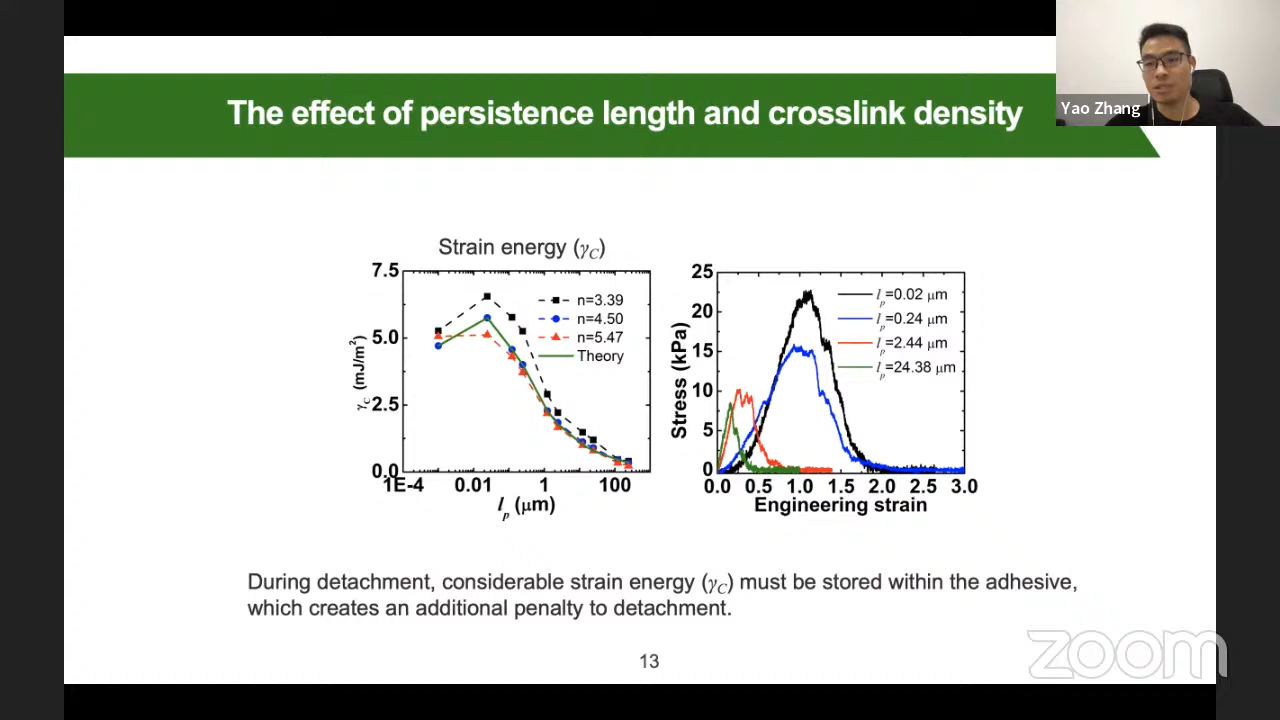 The effect of persistence length and crosslink density
Yao Zhang
Strain energy (γC)
7.5
5.0
2.5
0.0
γC (mJ/m²)
n=3.39
n=4.50
n=5.47
Theory
1E-4
0.01
1
100
lp (μm)
25
20
15
10
5
0
Stress (kPa)
lp=0.02 μm
lp=0.24 μm
lp=2.44 μm
lp=24.38 μm
0.0 0.5 1.0 1.5 2.0 2.5 3.0
Engineering strain
During detachment, considerable strain energy (γC) must be stored within the adhesive,
which creates an additional penalty to detachment.
13
zoom